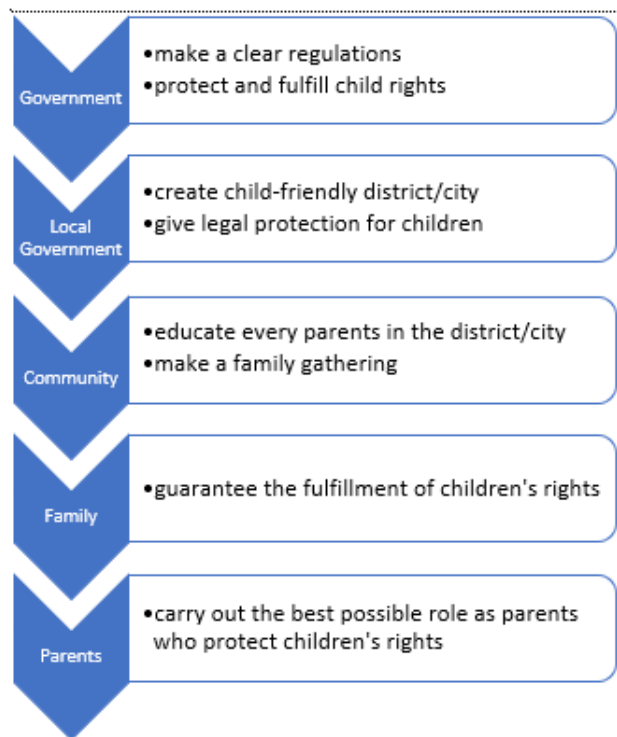 Government
•make a clear regulations
•protect and fulfill child rights
Local
Government
•create child-friendly district/city
•give legal protection for children
Community
•educate every parents in the district/city
•make a family gathering
Family
•guarantee the fulfillment of children's rights
Parents
•carry out the best possible role as parents
who protect children's rights